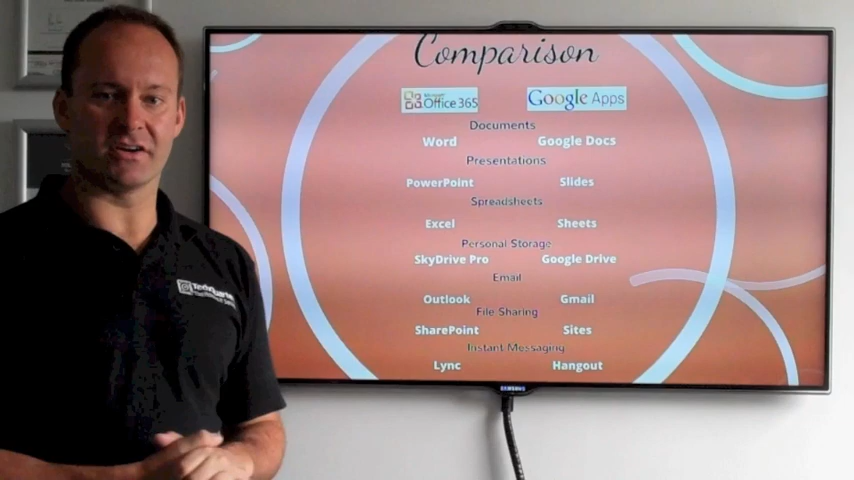 Comparison
Office 365 Google Apps
Documents
Word Google Docs
Presentations
PowerPoint Slides
Spreadsheets
Excel Sheets
Personal Storage
SkyDrive Pro Google Drive
Email
Outlook Gmail
File Sharing
SharePoint Sites
Instant Messaging
Lync Hangout
SAMSUNG